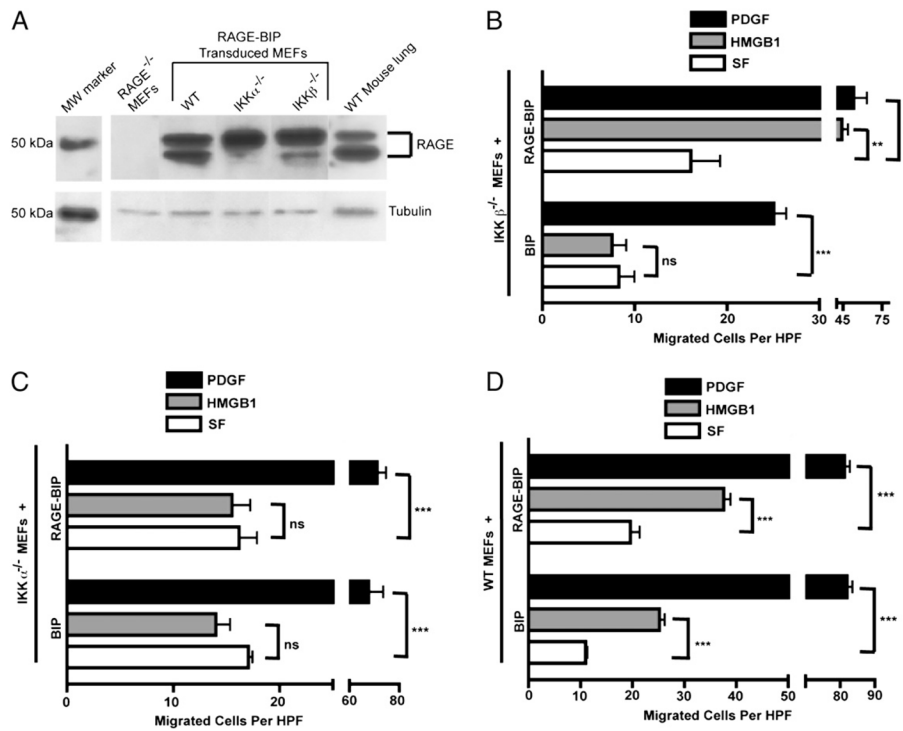 A
RAGE-BIP
Transduced MEFs
MW marker
RAGE-/-
MEFs
WT
IKKα-/-
IKKβ-/-
WT Mouse lung
50 kDa
RAGE
50 kDa
Tubulin
B
PDGF
HMGB1
SF
IKK β-/- MEFs +
RAGE-BIP
BIP
**
***
ns
0 10 20 30 45 75
Migrated Cells Per HPF
C
PDGF
HMGB1
SF
IKKα-/- MEFs +
RAGE-BIP
BIP
ns
***
ns
***
0 10 20 60 80
Migrated Cells Per HPF
D
PDGF
HMGB1
SF
WT MEFs +
RAGE-BIP
BIP
***
***
***
***
0 10 20 30 40 50 80 90
Migrated Cells Per HPF